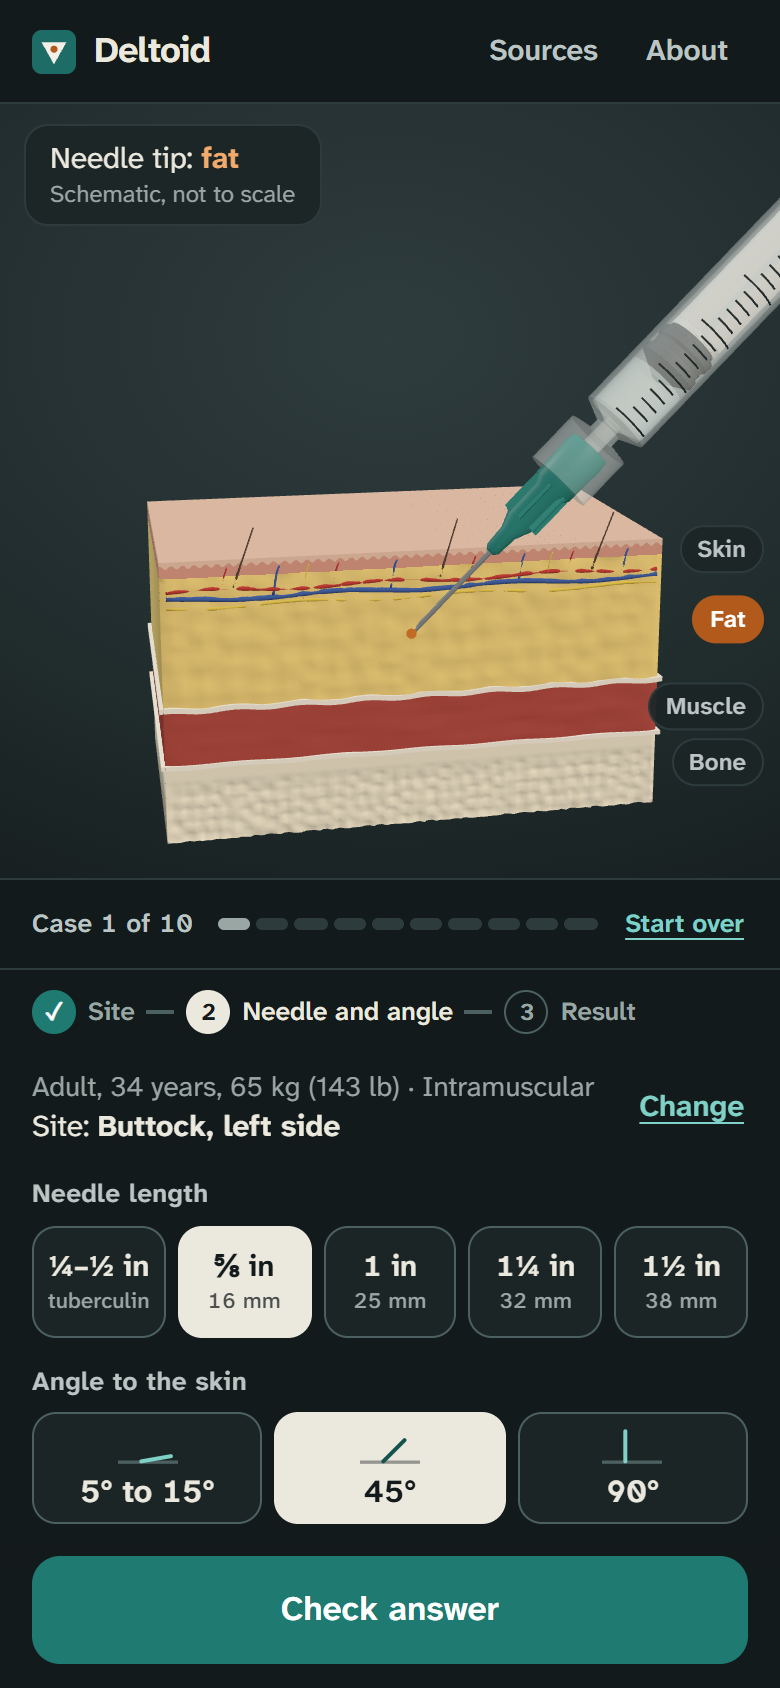 Deltoid
Sources About
Needle tip: fat
Schematic, not to scale
Skin
Fat
Muscle
Bone
Case 1 of 10
Start over
✓ Site
2 Needle and angle
3 Result
Adult, 34 years, 65 kg (143 lb) · Intramuscular
Site: Buttock, left side
Change
Needle length
¼–½ in
tuberculin
⅝ in
16 mm
1 in
25 mm
1¼ in
32 mm
1½ in
38 mm
Angle to the skin
5° to 15°
45°
90°
Check answer